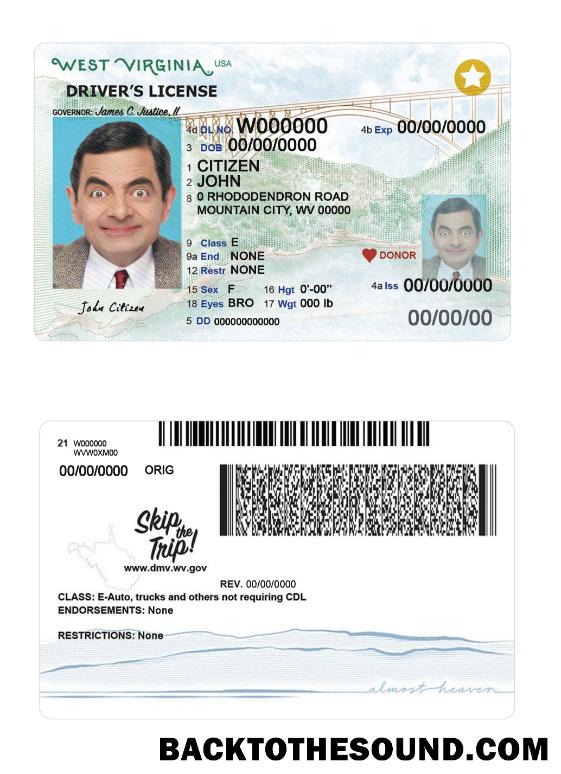 WEST VIRGINIA USA
DRIVER'S LICENSE
GOVERNOR: James C. Justice, II
4d DL NO. W000000 4b Exp 00/00/0000
3 DOB 00/00/0000
1 CITIZEN
2 JOHN
8 0 RHODODENDRON ROAD
MOUNTAIN CITY, WV 00000
9 Class E
9a End NONE
DONOR
12 Restr NONE
15 Sex F 16 Hgt 0'-00" 4a Iss 00/00/0000
18 Eyes BRO 17 Wgt 000 lb
John Citizen
5 DD 000000000000 00/00/00
21 W000000
WVW0XM00
00/00/0000 ORIG
Skip
the
Trip!
www.dmv.wv.gov
REV. 00/00/0000
CLASS: E-Auto, trucks and others not requiring CDL
ENDORSEMENTS: None
RESTRICTIONS: None
almost heaven
BACKTOTHESOUND.COM